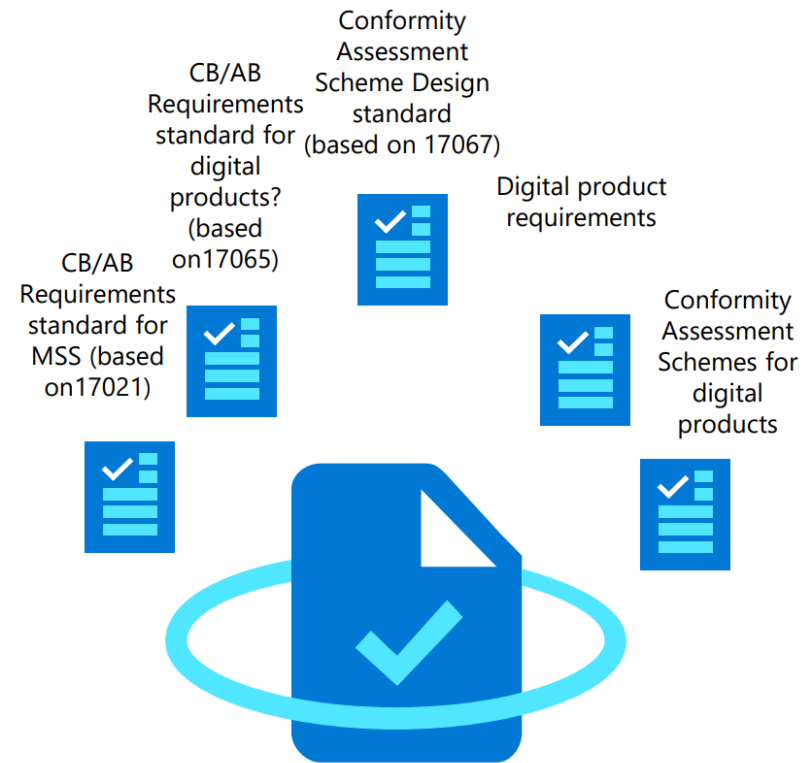 CB/AB
Requirements
standard for
MSS (based
on17021)
CB/AB
Requirements
standard for
digital
products?
(based
on17065)
Conformity
Assessment
Scheme Design
standard
(based on 17067)
Digital product
requirements
Conformity
Assessment
Schemes for
digital
products